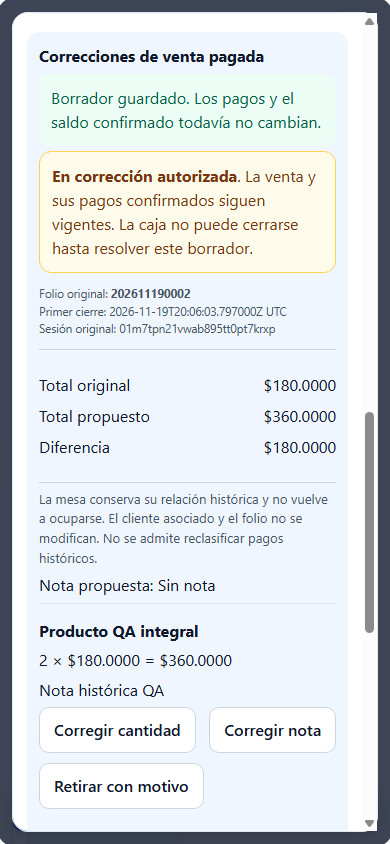 Correcciones de venta pagada
Borrador guardado. Los pagos y el
saldo confirmado todavía no cambian.
En corrección autorizada. La venta y
sus pagos confirmados siguen
vigentes. La caja no puede cerrarse
hasta resolver este borrador.
Folio original: 202611190002
Primer cierre: 2026-11-19T20:06:03.797000Z UTC
Sesión original: 01m7tpn21vwab895tt0pt7krxp
Total original $180.0000
Total propuesto $360.0000
Diferencia $180.0000
La mesa conserva su relación histórica y no vuelve
a ocuparse. El cliente asociado y el folio no se
modifican. No se admite reclasificar pagos
históricos.
Nota propuesta: Sin nota
Producto QA integral
2 × $180.0000 = $360.0000
Nota histórica QA
Corregir cantidad Corregir nota
Retirar con motivo